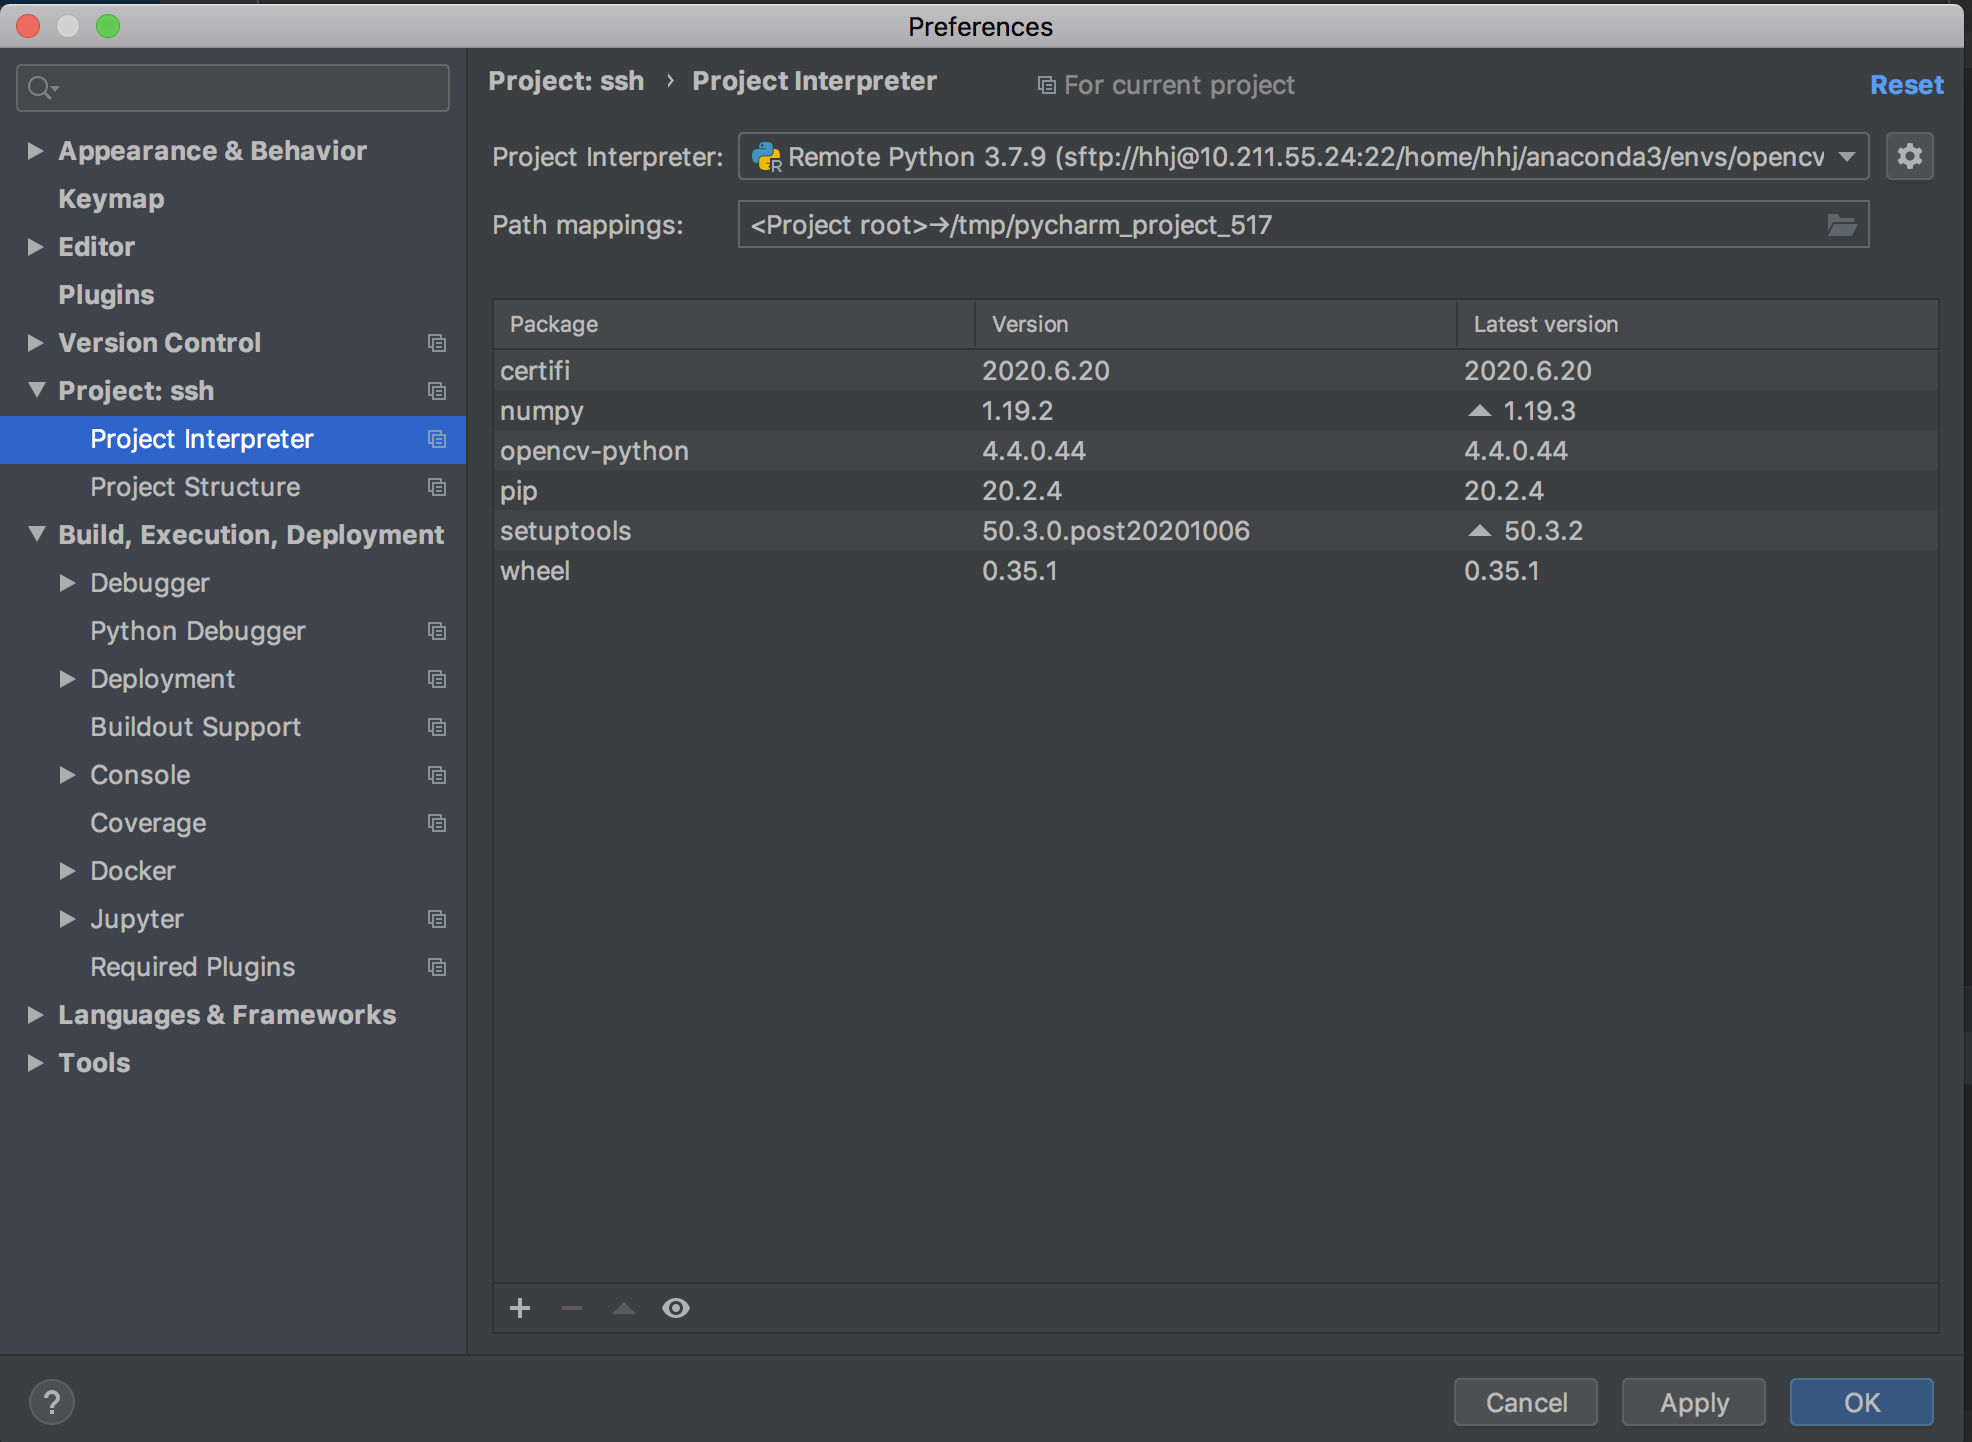 Preferences
Project: ssh › Project Interpreter For current project Reset
Appearance & Behavior
Keymap
Editor
Plugins
Version Control
Project: ssh
Project Interpreter
Project Structure
Build, Execution, Deployment
Debugger
Python Debugger
Deployment
Buildout Support
Console
Coverage
Docker
Jupyter
Required Plugins
Languages & Frameworks
Tools
Project Interpreter: Remote Python 3.7.9 (sftp://hhj@10.211.55.24:22/home/hhj/anaconda3/envs/opencv
Path mappings: <Project root>→/tmp/pycharm_project_517
Package Version Latest version
certifi 2020.6.20 2020.6.20
numpy 1.19.2 1.19.3
opencv-python 4.4.0.44 4.4.0.44
pip 20.2.4 20.2.4
setuptools 50.3.0.post20201006 50.3.2
wheel 0.35.1 0.35.1
? Cancel Apply OK